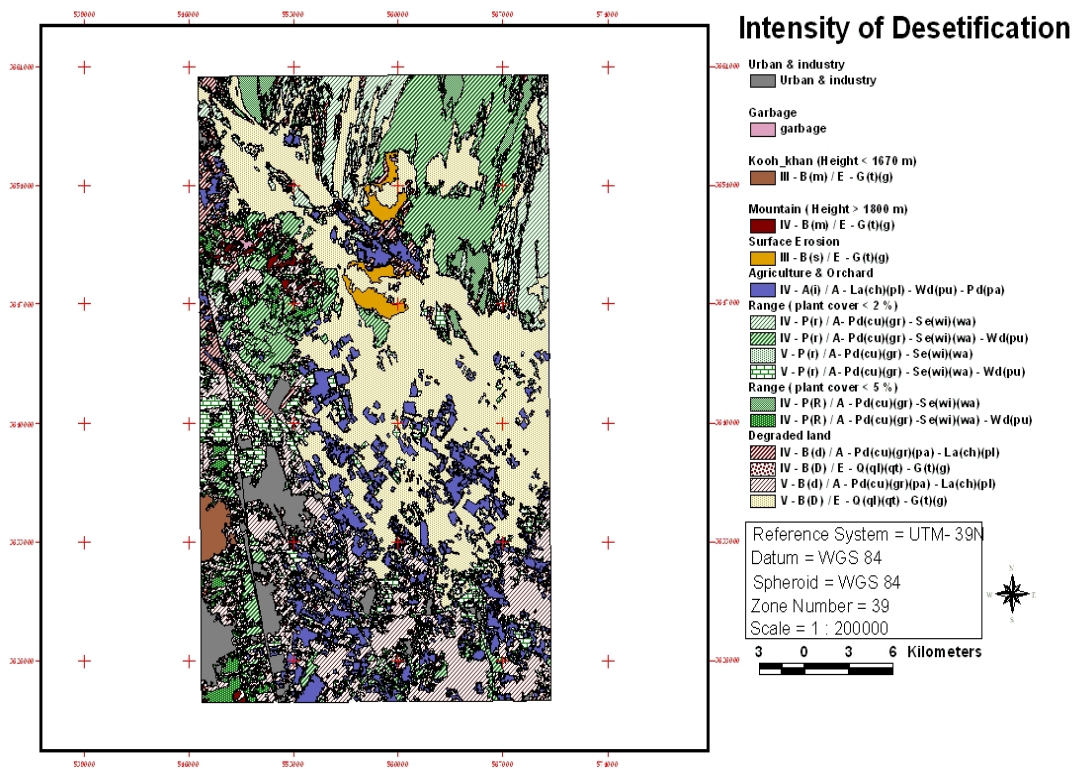 Intensity of Desetification
Urban & industry
Urban & industry
Garbage
garbage
Kooh_khan (Height < 1670 m)
III - B(m) / E - G(t)(g)
Mountain ( Height > 1800 m)
IV - B(m) / E - G(t)(g)
Surface Erosion
III - B(s) / E - G(t)(g)
Agriculture & Orchard
IV - A(i) / A - La(ch)(pl) - Wd(pu) - Pd(pa)
Range ( plant cover < 2 %)
IV - P(r) / A- Pd(cu)(gr) - Se(wi)(wa)
IV - P(r) / A- Pd(cu)(gr) - Se(wi)(wa) - Wd(pu)
V - P(r) / A- Pd(cu)(gr) - Se(wi)(wa)
V - P(r) / A- Pd(cu)(gr) - Se(wi)(wa) - Wd(pu)
Range ( plant cover < 5 %)
IV - P(R) / A - Pd(cu)(gr) -Se(wi)(wa)
IV - P(R) / A - Pd(cu)(gr) -Se(wi)(wa) - Wd(pu)
Degraded land
IV - B(d) / A - Pd(cu)(gr)(pa) - La(ch)(pl)
IV - B(D) / E - Q(ql)(qt) - G(t)(g)
V - B(d) / A - Pd(cu)(gr)(pa) - La(ch)(pl)
V - B(D) / E - Q(ql)(qt) - G(t)(g)
Reference System = UTM- 39N
Datum = WGS 84
Spheroid = WGS 84
Zone Number = 39
Scale = 1 : 200000
N
W
E
S
3 0 3 6 Kilometers